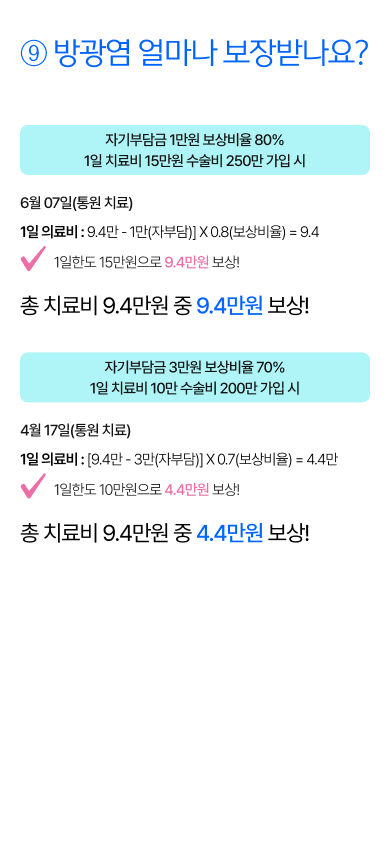 ⑨ 방광염 얼마나 보장받나요?
자기부담금 1만원 보상비율 80%
1일 치료비 15만원 수술비 250만 가입 시
6월 07일(통원 치료)
1일 의료비 : 9.4만 - 1만(자부담)] X 0.8(보상비율) = 9.4
1일한도 15만원으로 9.4만원 보상!
총 치료비 9.4만원 중 9.4만원 보상!
자기부담금 3만원 보상비율 70%
1일 치료비 10만 수술비 200만 가입 시
4월 17일(통원 치료)
1일 의료비 : [9.4만 - 3만(자부담)] X 0.7(보상비율) = 4.4만
1일한도 10만원으로 4.4만원 보상!
총 치료비 9.4만원 중 4.4만원 보상!